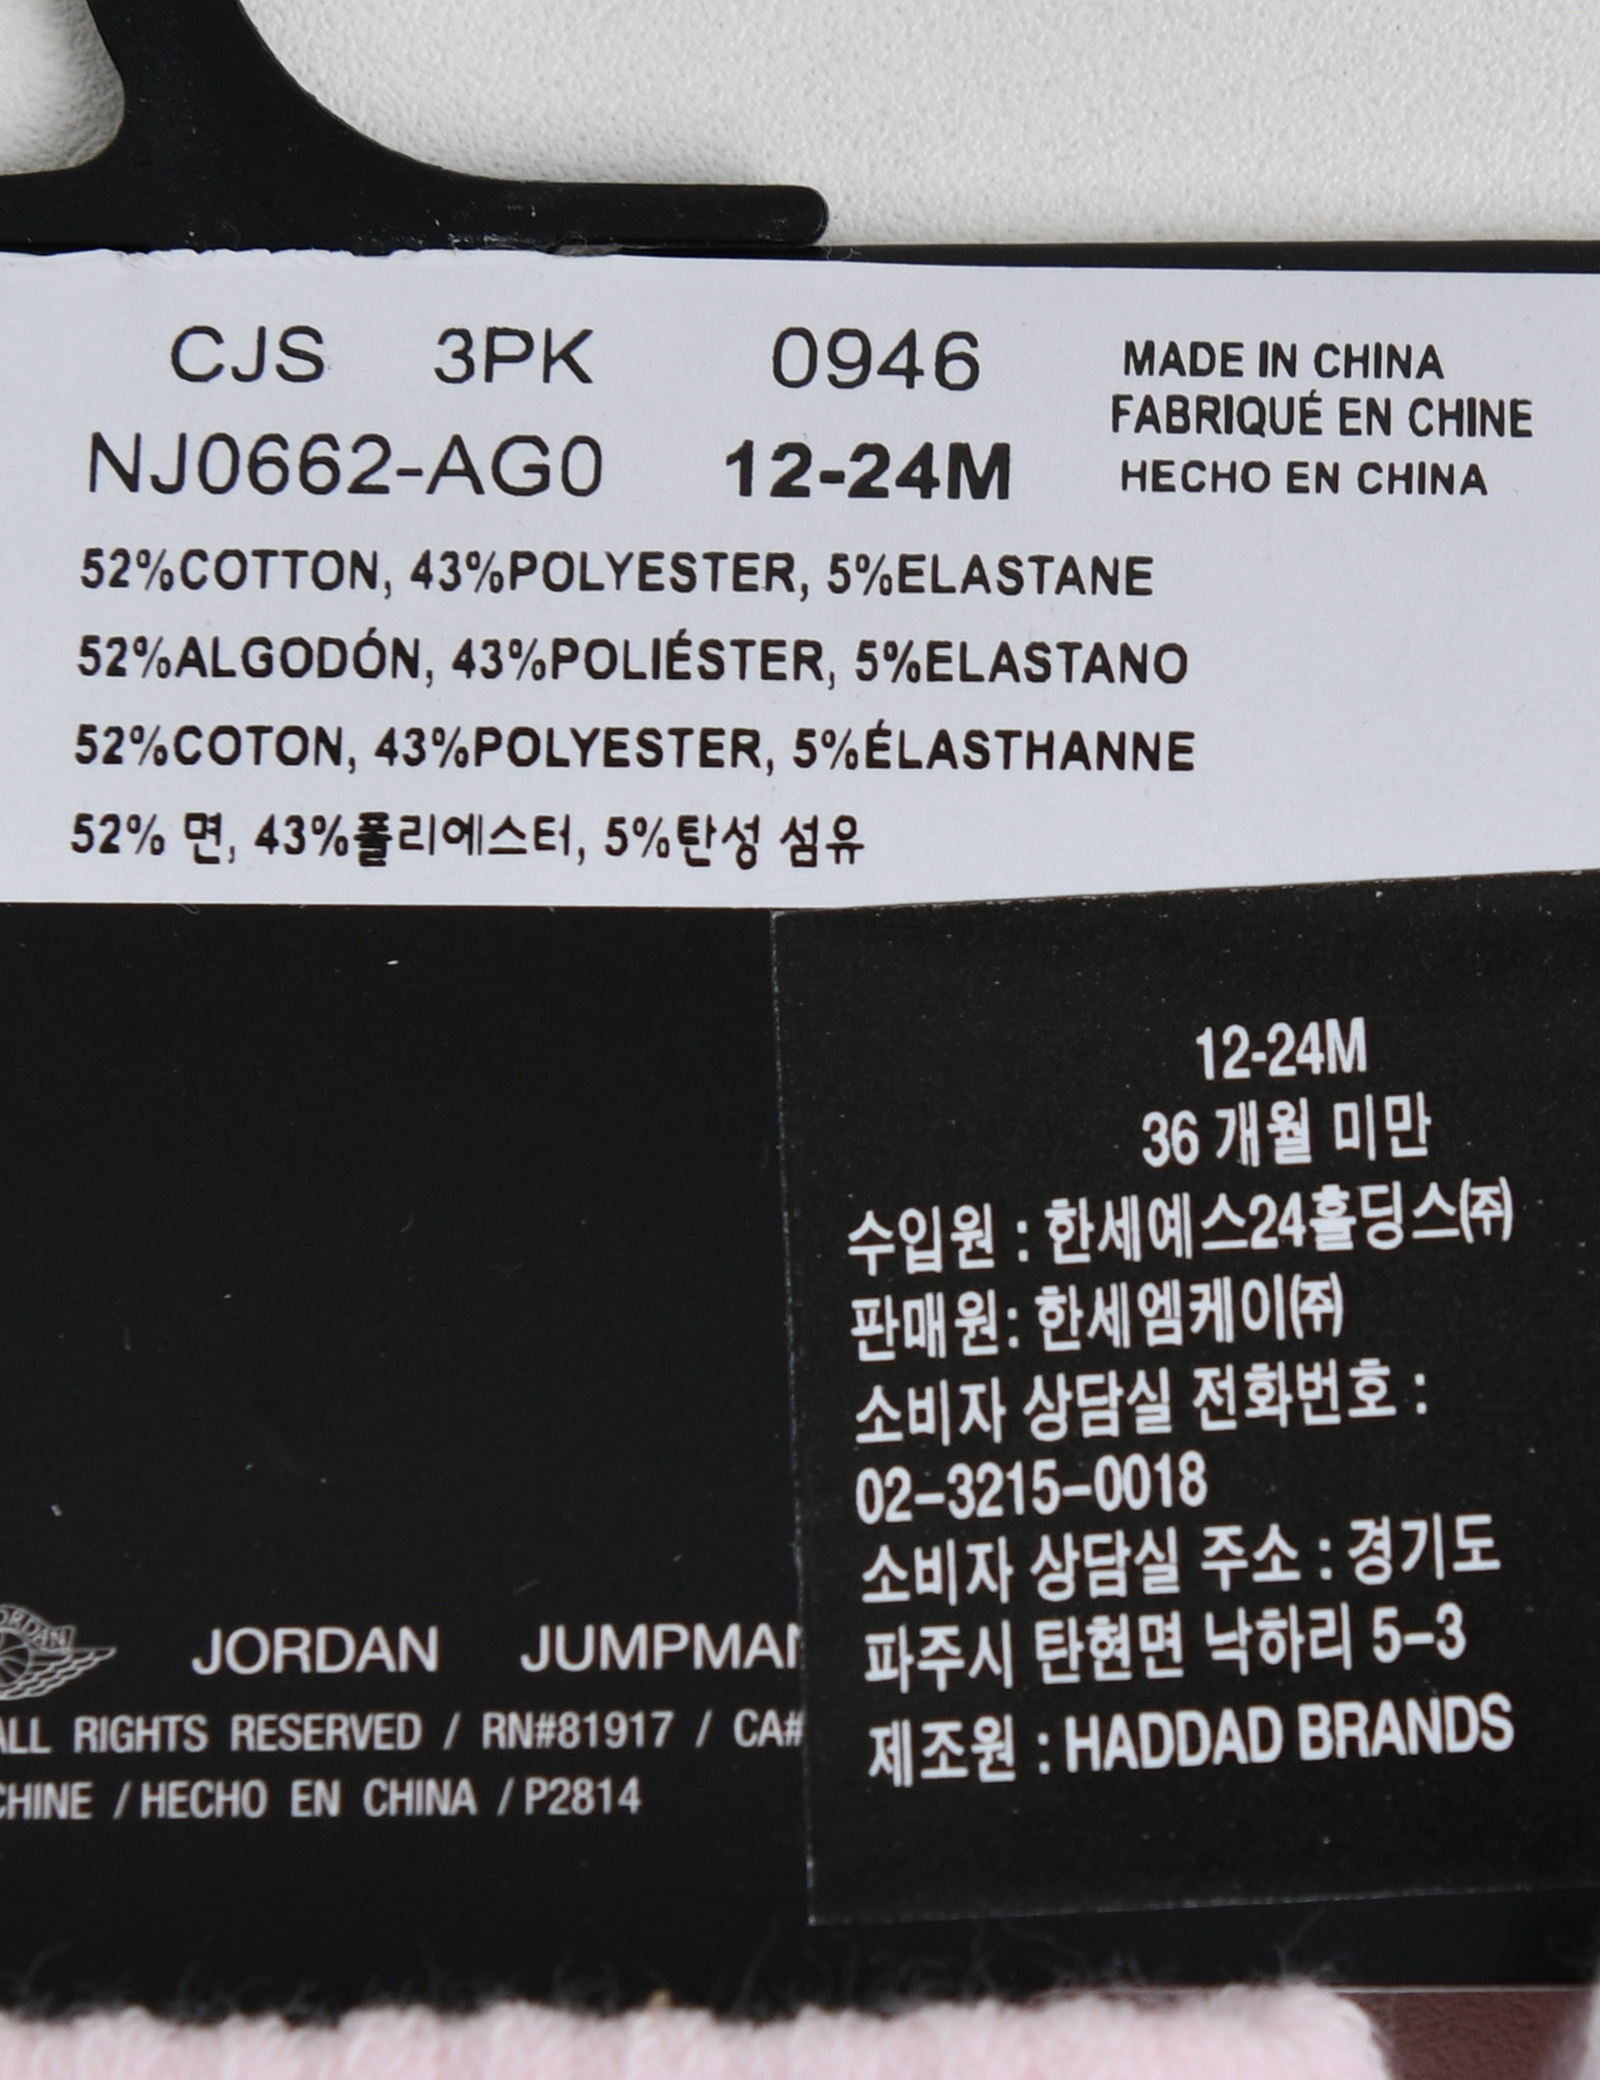 CJS 3PK 0946
NJ0662-AG0 12-24M
MADE IN CHINA
FABRIQUÉ EN CHINE
HECHO EN CHINA
52%COTTON, 43%POLYESTER, 5%ELASTANE
52%ALGODÓN, 43%POLIÉSTER, 5%ELASTANO
52%COTON, 43%POLYESTER, 5%ÉLASTHANNE
52% 면, 43%폴리에스터, 5%탄성 섬유
12-24M
36 개월 미만
수입원 : 한세예스24홀딩스㈜
판매원: 한세엠케이㈜
소비자 상담실 전화번호 :
02-3215-0018
소비자 상담실 주소 : 경기도
파주시 탄현면 낙하리 5-3
제조원 : HADDAD BRANDS
JORDAN JUMPMAN
ALL RIGHTS RESERVED / RN#81917 / CA#
CHINE / HECHO EN CHINA / P2814